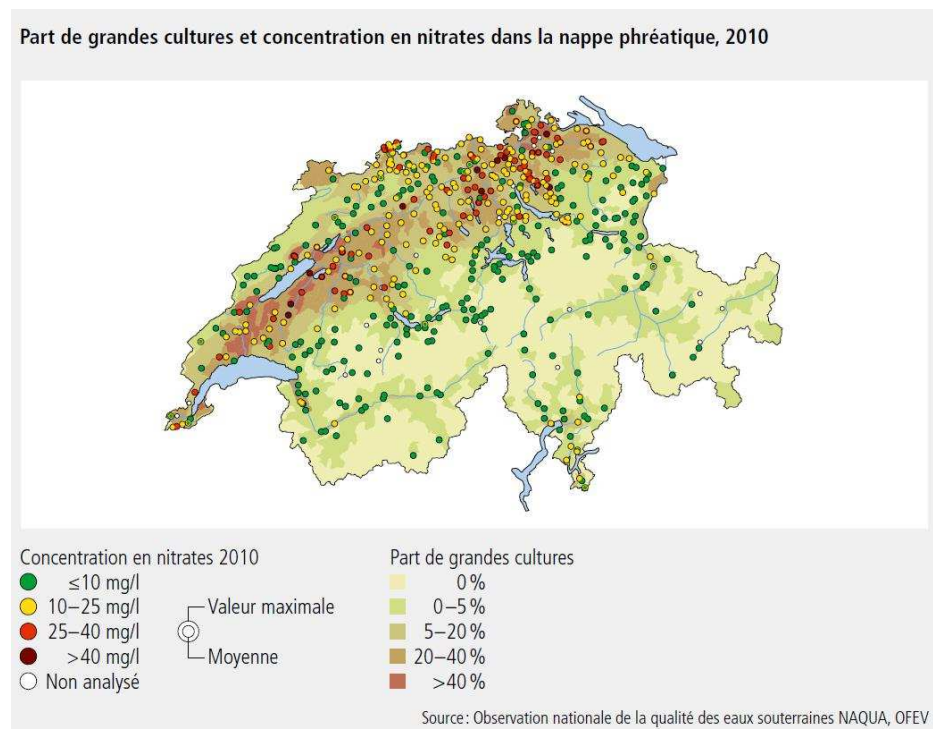 Part de grandes cultures et concentration en nitrates dans la nappe phréatique, 2010
Concentration en nitrates 2010
≤10 mg/l
10–25 mg/l
25–40 mg/l
>40 mg/l
Non analysé
Valeur maximale
Moyenne
Part de grandes cultures
0 %
0–5 %
5–20 %
20–40 %
>40 %
Source: Observation nationale de la qualité des eaux souterraines NAQUA, OFEV